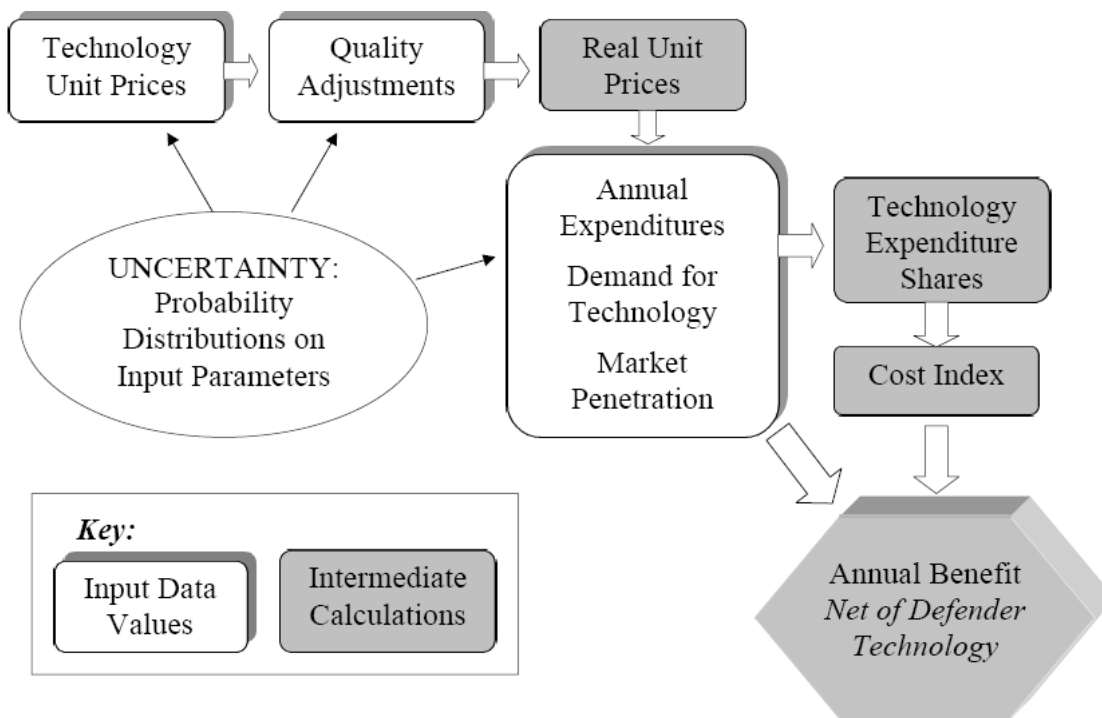 Technology
Unit Prices
Quality
Adjustments
Real Unit
Prices
Annual
Expenditures
Demand for
Technology
Market
Penetration
Technology
Expenditure
Shares
UNCERTAINTY:
Probability
Distributions on
Input Parameters
Cost Index
Key:
Input Data
Values
Intermediate
Calculations
Annual Benefit
Net of Defender
Technology